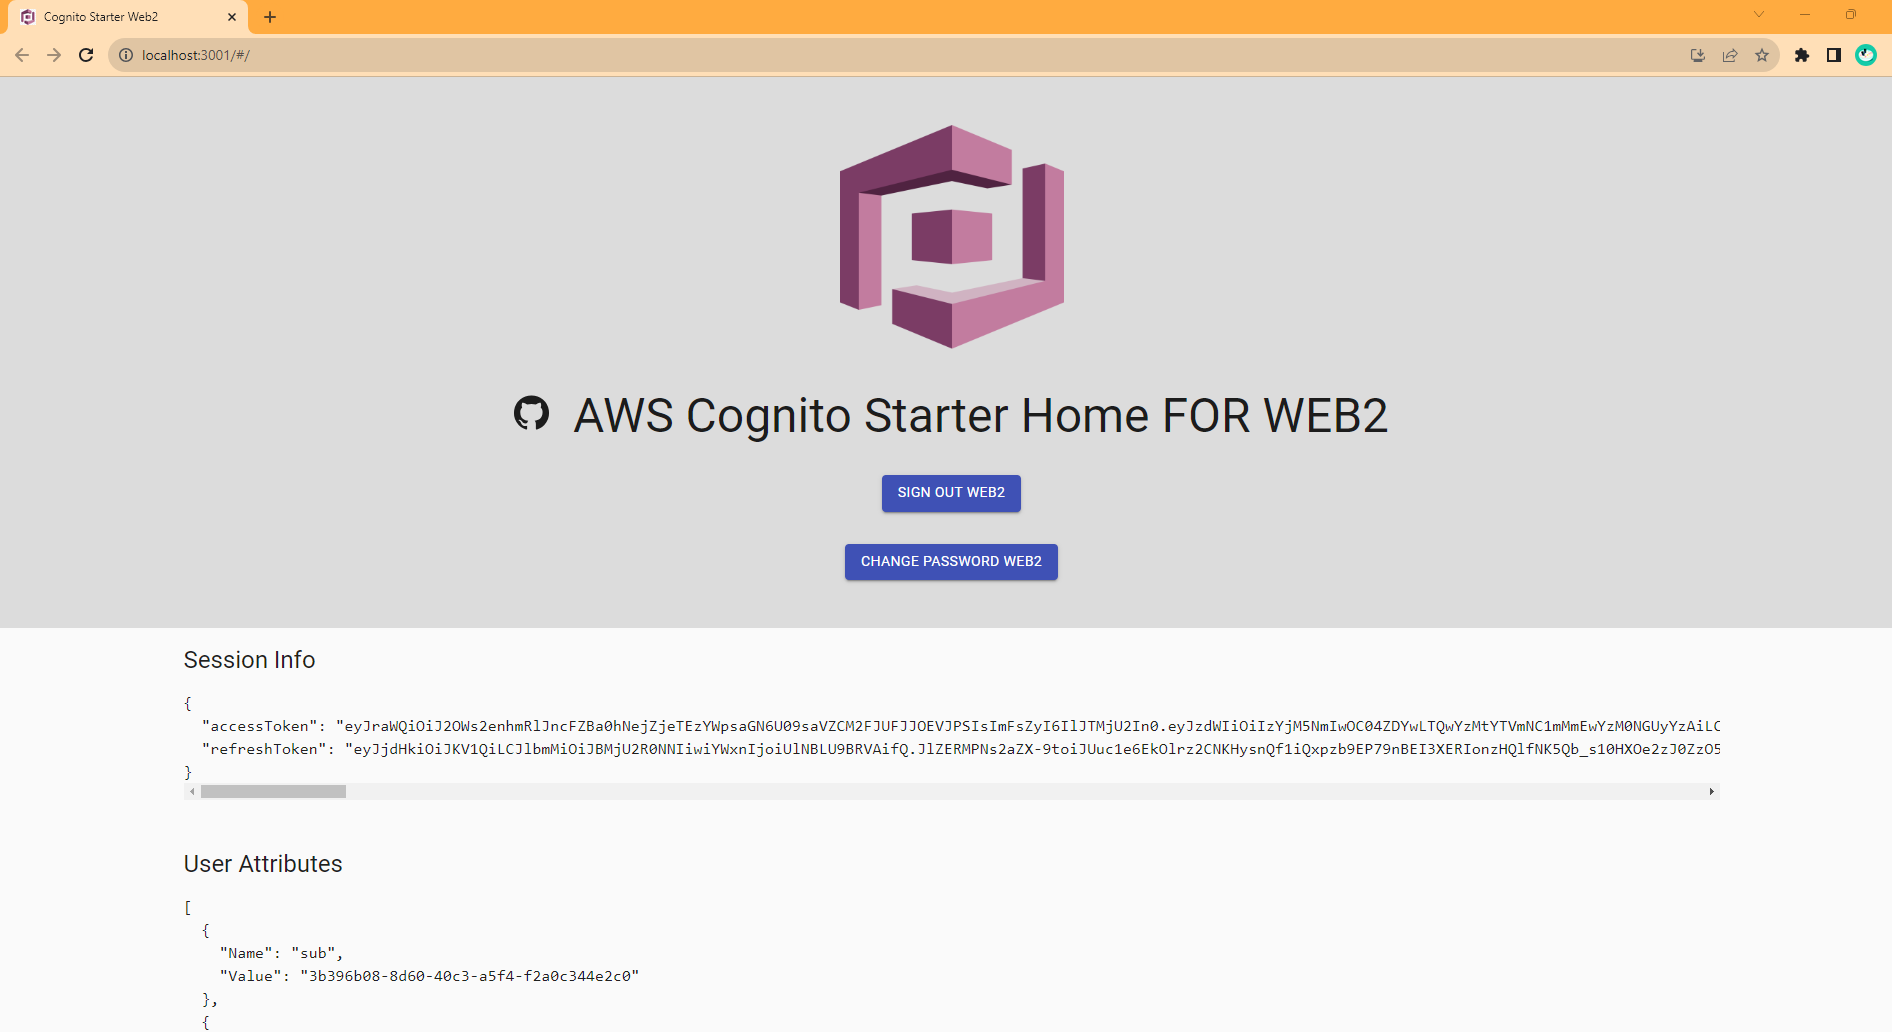 Cognito Starter Web2
localhost:3001/#/
AWS Cognito Starter Home FOR WEB2
SIGN OUT WEB2
CHANGE PASSWORD WEB2
Session Info
{
"accessToken": "eyJraWQiOiJ2OWs2enhmRlJncFZBa0hNejZjeTEzYWpsaGN6U09saVZCM2FJUFJJOEVJPSIsImFsZyI6IlJTMjU2In0.eyJzdWIiOiIzYjM5NmIwOC04ZDYwLTQwYzMtYTVmNC1mMmEwYzM0NGUyYzAiLC
"refreshToken": "eyJjdHkiOiJKV1QiLCJlbmMiOiJBMjU2R0NNIiwiYWxnIjoiUlNBLU9BRVAifQ.JlZERMPNs2aZX-9toiJUuc1e6EkOlrz2CNKHysnQf1iQxpzb9EP79nBEI3XERIonzHQlfNK5Qb_s10HXOe2zJ0ZzO5
}
User Attributes
[
{
"Name": "sub",
"Value": "3b396b08-8d60-40c3-a5f4-f2a0c344e2c0"
},
{